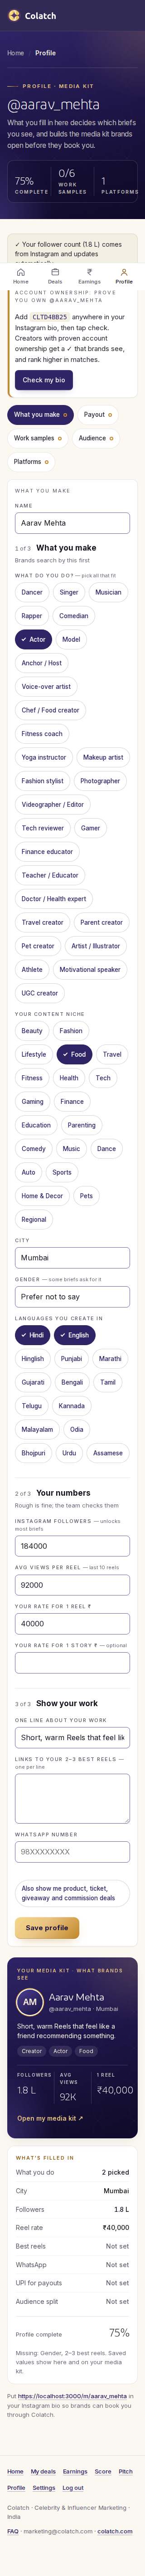 Colatch
Home / Profile
PROFILE · MEDIA KIT
@aarav_mehta
What you fill in here decides which briefs you see, and builds the media kit brands open before they book you.
75%
COMPLETE
0/6
WORK SAMPLES
1
PLATFORMS
✓ Your follower count (1.8 L) comes from Instagram and updates
Home
Deals
₹
Earnings
Profile
ACCOUNT OWNERSHIP: PROVE YOU OWN @AARAV_MEHTA
Add CLTD4BB25 anywhere in your Instagram bio, then tap check. Creators with proven account ownership get a ✓ that brands see, and rank higher in matches.
Check my bio
What you make
Payout
Work samples
Audience
Platforms
WHAT YOU MAKE
NAME
Aarav Mehta
1 of 3 What you make
Brands search by this first
WHAT DO YOU DO? — pick all that fit
Dancer
Singer
Musician
Rapper
Comedian
✓ Actor
Model
Anchor / Host
Voice-over artist
Chef / Food creator
Fitness coach
Yoga instructor
Makeup artist
Fashion stylist
Photographer
Videographer / Editor
Tech reviewer
Gamer
Finance educator
Teacher / Educator
Doctor / Health expert
Travel creator
Parent creator
Pet creator
Artist / Illustrator
Athlete
Motivational speaker
UGC creator
YOUR CONTENT NICHE
Beauty
Fashion
Lifestyle
✓ Food
Travel
Fitness
Health
Tech
Gaming
Finance
Education
Parenting
Comedy
Music
Dance
Auto
Sports
Home & Decor
Pets
Regional
CITY
Mumbai
GENDER — some briefs ask for it
Prefer not to say
LANGUAGES YOU CREATE IN
✓ Hindi
✓ English
Hinglish
Punjabi
Marathi
Gujarati
Bengali
Tamil
Telugu
Kannada
Malayalam
Odia
Bhojpuri
Urdu
Assamese
2 of 3 Your numbers
Rough is fine; the team checks them
INSTAGRAM FOLLOWERS — unlocks most briefs
184000
AVG VIEWS PER REEL — last 10 reels
92000
YOUR RATE FOR 1 REEL ₹
40000
YOUR RATE FOR 1 STORY ₹ — optional
3 of 3 Show your work
ONE LINE ABOUT YOUR WORK
Short, warm Reels that feel lik
LINKS TO YOUR 2–3 BEST REELS — one per line
WHATSAPP NUMBER
98XXXXXXXX
Also show me product, ticket, giveaway and commission deals
Save profile
YOUR MEDIA KIT · WHAT BRANDS SEE
AM
Aarav Mehta
@aarav_mehta · Mumbai
Short, warm Reels that feel like a friend recommending something.
Creator
Actor
Food
FOLLOWERS
1.8 L
AVG VIEWS
92K
1 REEL
₹40,000
Open my media kit ↗
WHAT'S FILLED IN
What you do 2 picked
City Mumbai
Followers 1.8 L
Reel rate ₹40,000
Best reels Not set
WhatsApp Not set
UPI for payouts Not set
Audience split Not set
Profile complete 75%
Missing: Gender, 2–3 best reels. Saved values show here and on your media kit.
Put https://localhost:3000/m/aarav_mehta in your Instagram bio so brands can book you through Colatch.
Home
My deals
Earnings
Score
Pitch
Profile
Settings
Log out
Colatch · Celebrity & Influencer Marketing · India
FAQ · marketing@colatch.com · colatch.com